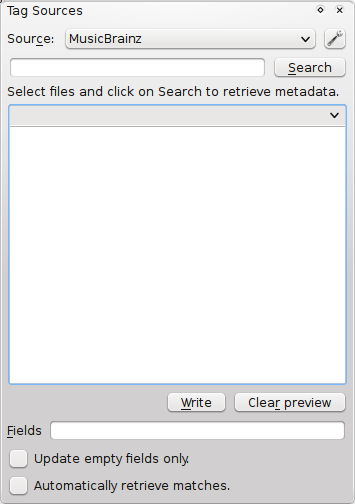 Tag Sources
Source: MusicBrainz
Search
Select files and click on Search to retrieve metadata.
Write Clear preview
Fields
Update empty fields only.
Automatically retrieve matches.